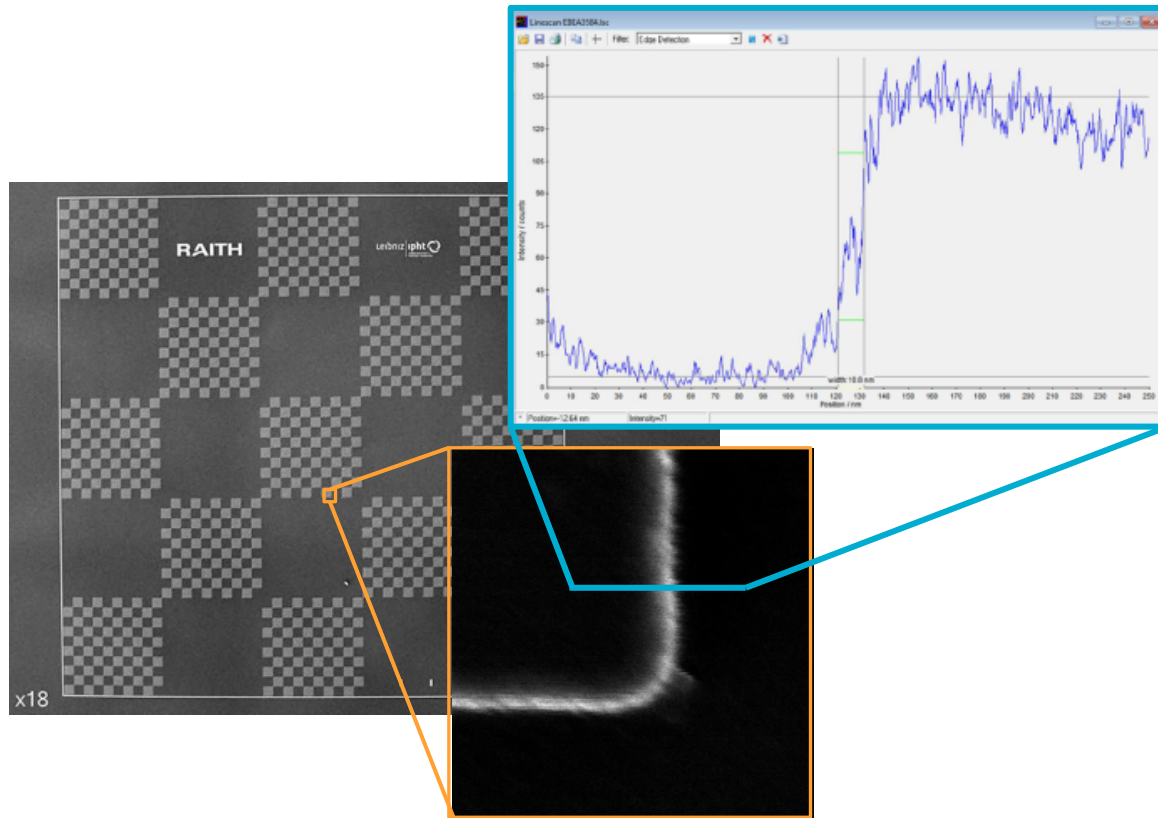 Linescan EBEA3584.lsc
Filter: Edge Detection
150
135
120
105
90
75
60
45
30
15
0
Intensity / counts
width 10.8 nm
0 10 20 30 40 50 60 70 80 90 100 110 120 130 140 150 160 170 180 190 200 210 220 230 240 250
Position / nm
* Position=-12.64 nm Intensity=71
RAITH
Leibniz ipht
x18